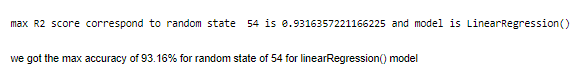 max R2 score correspond to random state  54 is 0.9316357221166225 and model is LinearRegression()
we got the max accuracy of 93.16% for random state of 54 for linearRegression() model